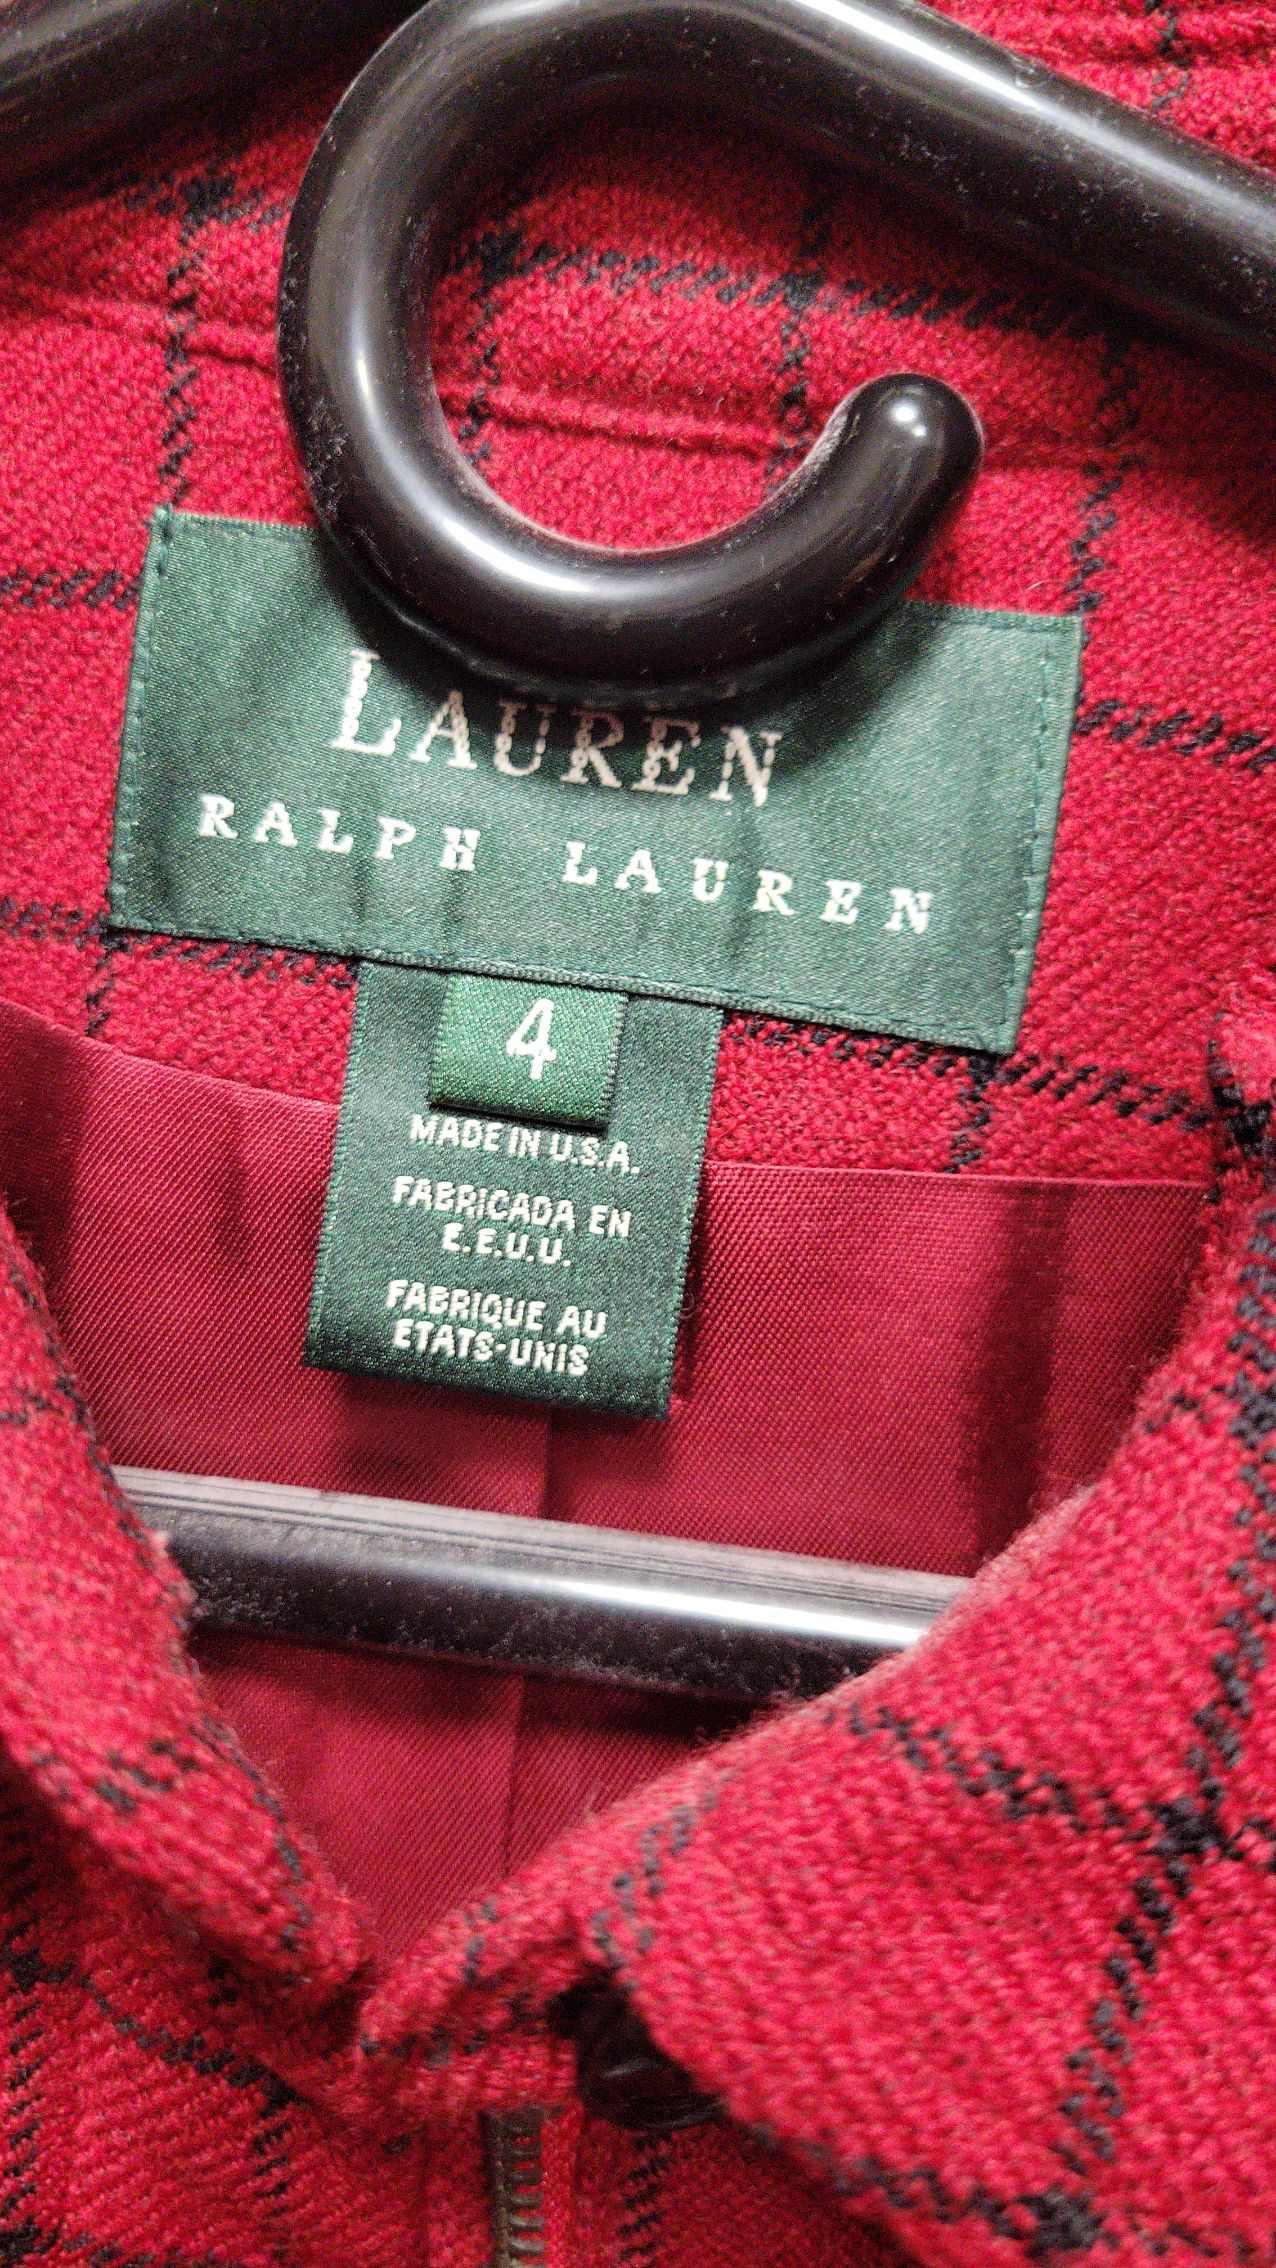 LAUREN
RALPH LAUREN
4
MADE IN U.S.A.
FABRICADA EN
E.E.U.U.
FABRIQUE AU
ETATS-UNIS